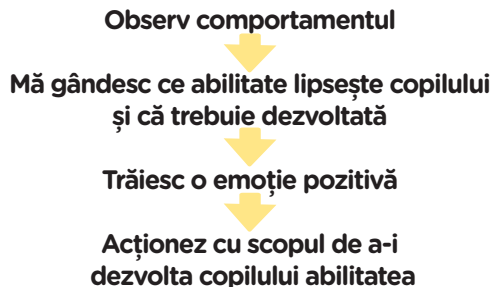 Observ comportamentul
Mă gândesc ce abilitate lipsește copilului
și că trebuie dezvoltată
Trăiesc o emoție pozitivă
Acționez cu scopul de a-i
dezvolta copilului abilitatea